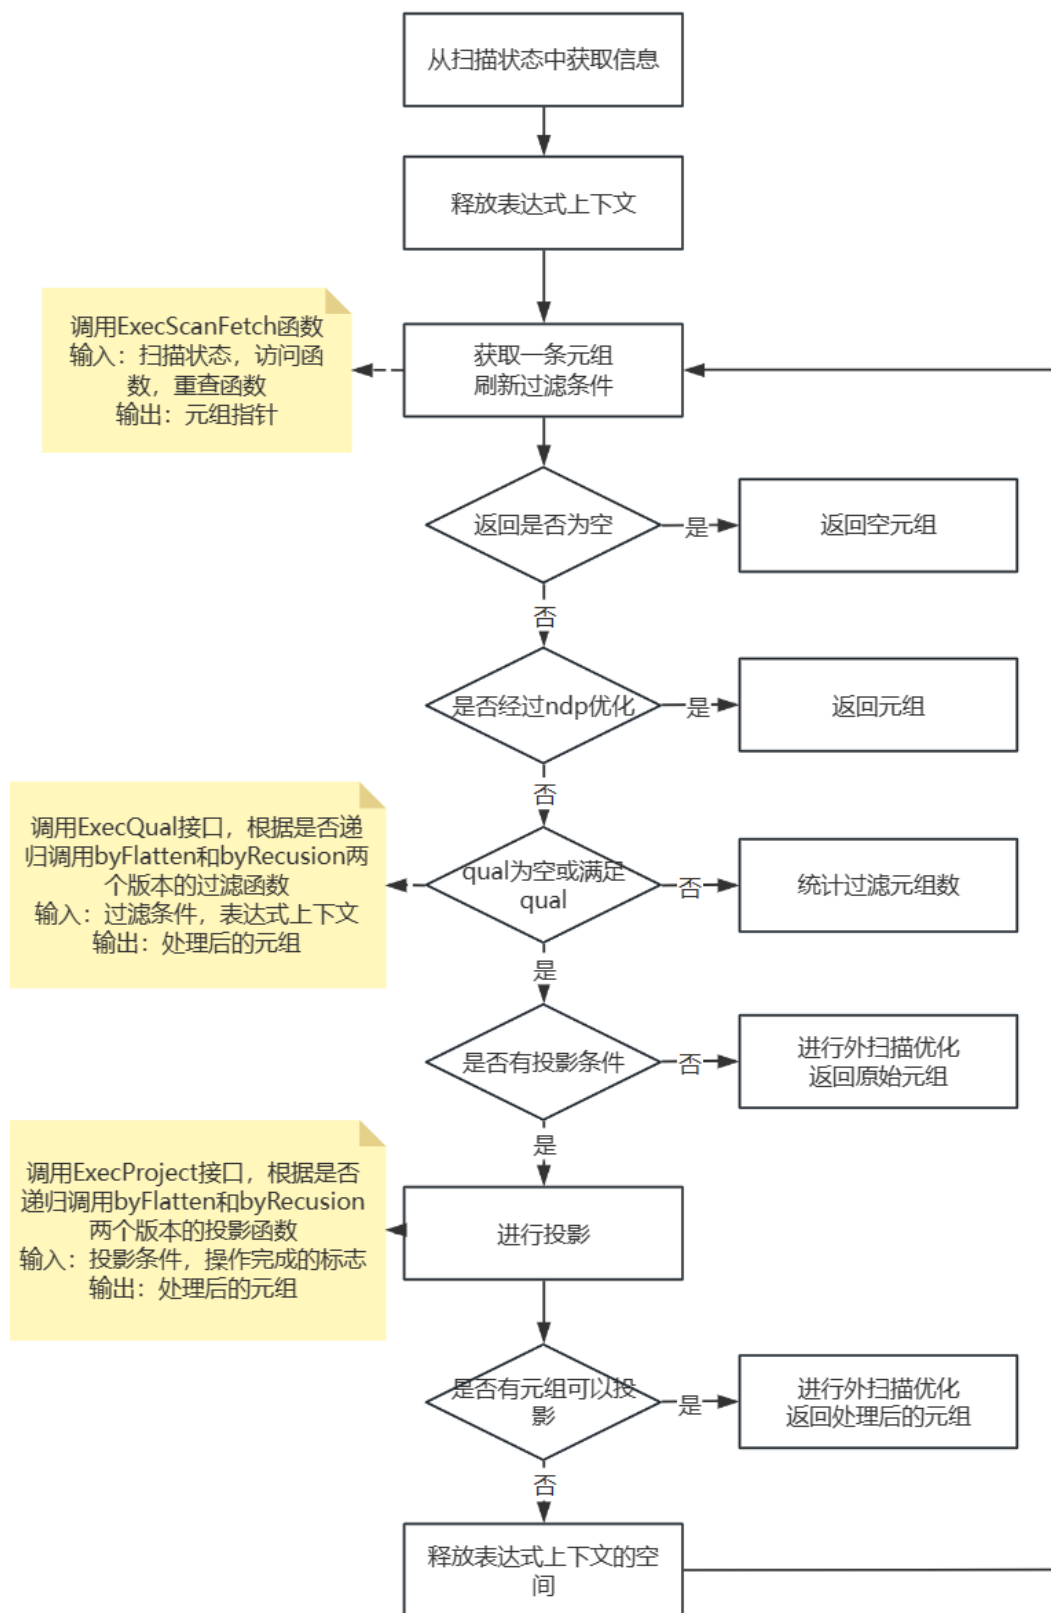 从扫描状态中获取信息
释放表达式上下文
调用ExecScanFetch函数
输入：扫描状态，访问函
数，重查函数
输出：元组指针
获取一条元组
刷新过滤条件
返回是否为空
是
返回空元组
否
是否经过ndp优化
是
返回元组
否
调用ExecQual接口，根据是否递
归调用byFlatten和byRecusion两
个版本的过滤函数
输入：过滤条件，表达式上下文
输出：处理后的元组
qual为空或满足
qual
否
统计过滤元组数
是
是否有投影条件
否
进行外扫描优化
返回原始元组
是
调用ExecProject接口，根据是否
递归调用byFlatten和byRecusion
两个版本的投影函数
输入：投影条件，操作完成的标志
输出：处理后的元组
进行投影
是否有元组可以投
影
是
进行外扫描优化
返回处理后的元组
否
释放表达式上下文的空
间